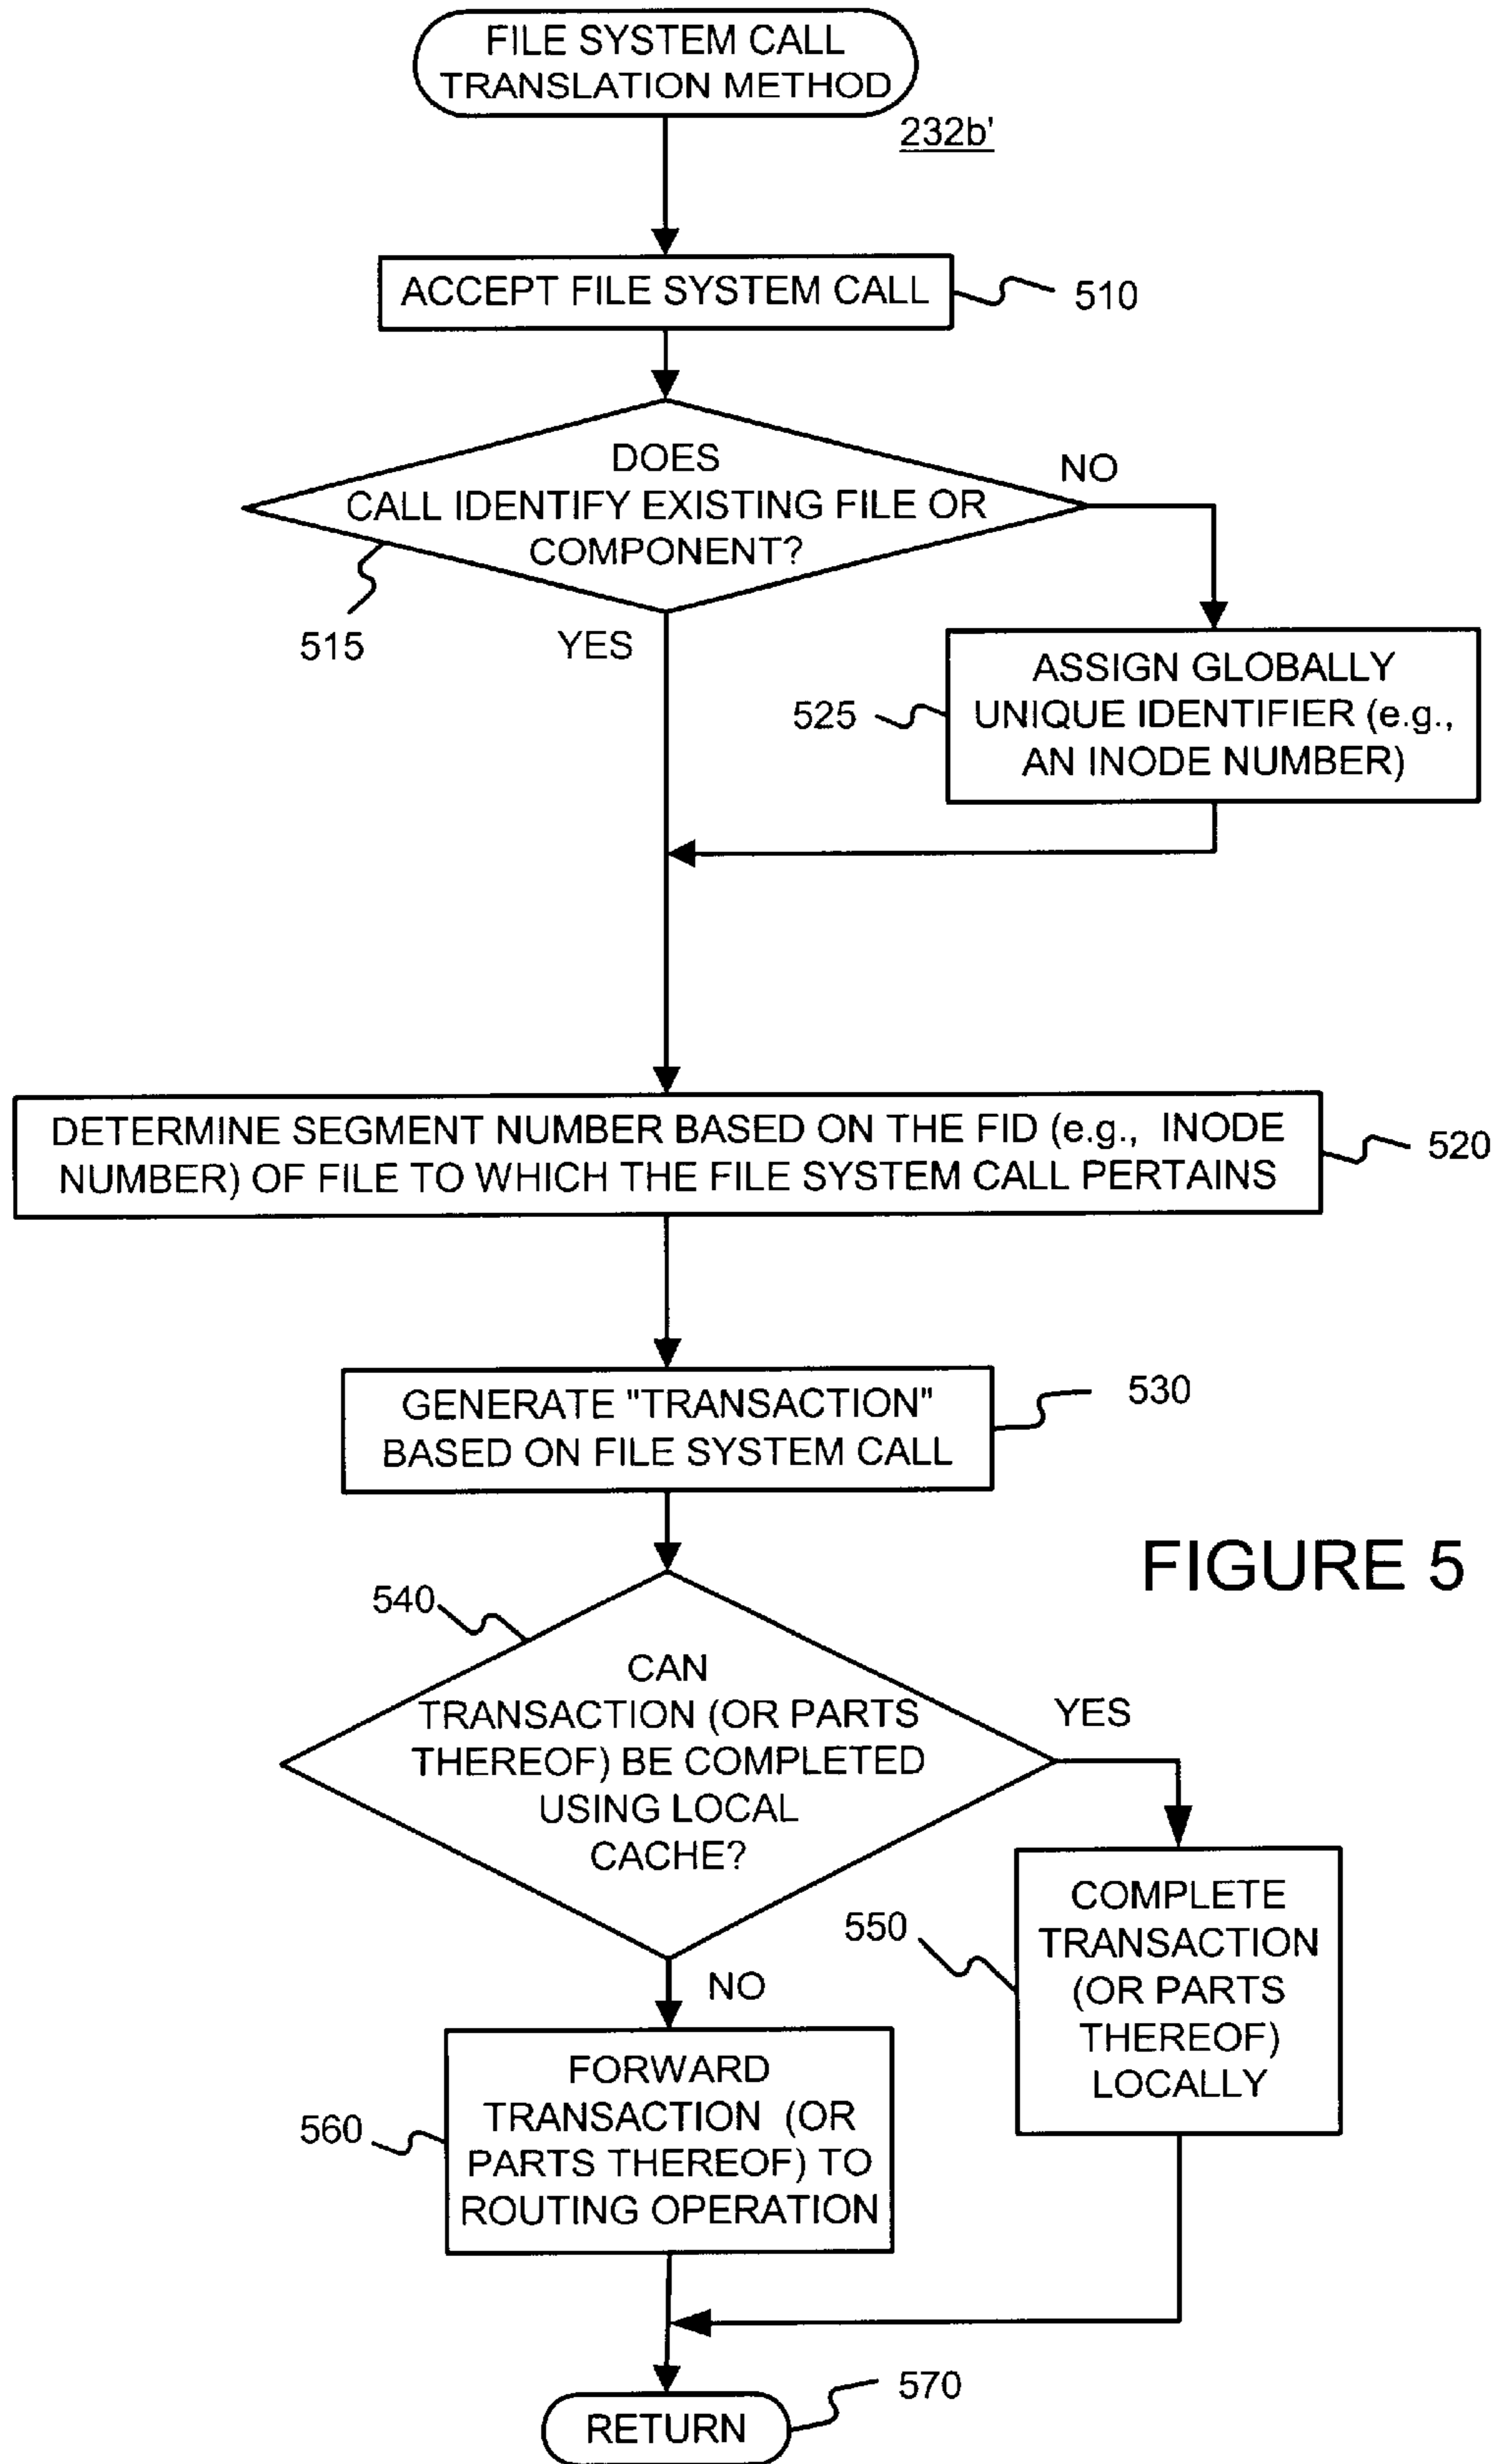 FILE SYSTEM CALL
TRANSLATION METHOD
232b'
ACCEPT FILE SYSTEM CALL
510
DOES
CALL IDENTIFY EXISTING FILE OR
COMPONENT?
NO
515
YES
ASSIGN GLOBALLY
UNIQUE IDENTIFIER (e.g.,
AN INODE NUMBER)
525
DETERMINE SEGMENT NUMBER BASED ON THE FID (e.g., INODE
NUMBER) OF FILE TO WHICH THE FILE SYSTEM CALL PERTAINS
520
GENERATE "TRANSACTION"
BASED ON FILE SYSTEM CALL
530
FIGURE 5
540
CAN
TRANSACTION (OR PARTS
THEREOF) BE COMPLETED
USING LOCAL
CACHE?
YES
COMPLETE
TRANSACTION
(OR PARTS
THEREOF)
LOCALLY
550
NO
FORWARD
TRANSACTION (OR
PARTS THEREOF) TO
ROUTING OPERATION
560
RETURN
570